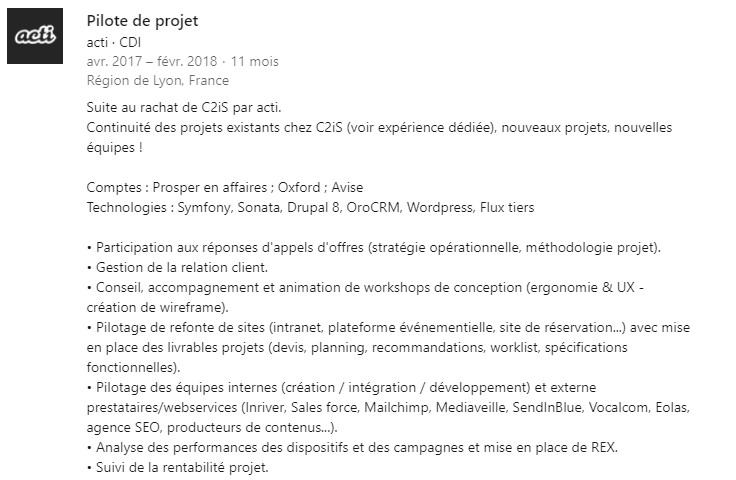 acti
Pilote de projet
acti · CDI
avr. 2017 – févr. 2018 · 11 mois
Région de Lyon, France
Suite au rachat de C2iS par acti.
Continuité des projets existants chez C2iS (voir expérience dédiée), nouveaux projets, nouvelles
équipes !
Comptes : Prosper en affaires ; Oxford ; Avise
Technologies : Symfony, Sonata, Drupal 8, OroCRM, Wordpress, Flux tiers
• Participation aux réponses d'appels d'offres (stratégie opérationnelle, méthodologie projet).
• Gestion de la relation client.
• Conseil, accompagnement et animation de workshops de conception (ergonomie & UX -
création de wireframe).
• Pilotage de refonte de sites (intranet, plateforme événementielle, site de réservation...) avec mise
en place des livrables projets (devis, planning, recommandations, worklist, spécifications
fonctionnelles).
• Pilotage des équipes internes (création / intégration / développement) et externe
prestataires/webservices (Inriver, Sales force, Mailchimp, Mediaveille, SendInBlue, Vocalcom, Eolas,
agence SEO, producteurs de contenus...).
• Analyse des performances des dispositifs et des campagnes et mise en place de REX.
• Suivi de la rentabilité projet.